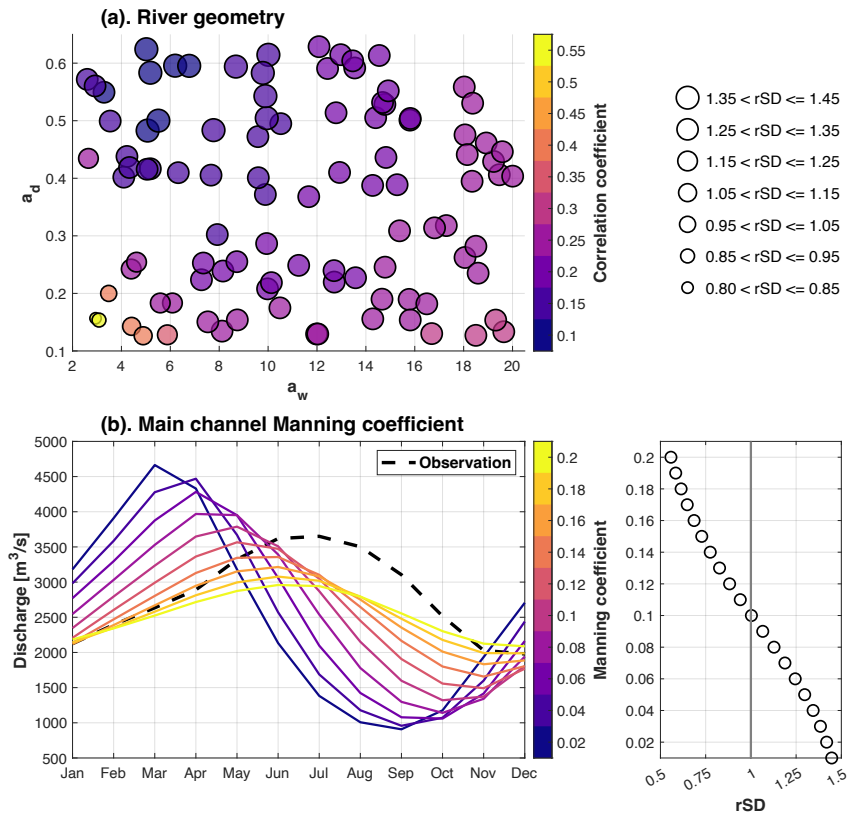 (a). River geometry
0.6
0.5
0.4
0.3
0.2
0.1
a_d
2 4 6 8 10 12 14 16 18 20
a_w
0.55
0.5
0.45
0.4
0.35
0.3
0.25
0.2
0.15
0.1
Correlation coefficient
1.35 < rSD <= 1.45
1.25 < rSD <= 1.35
1.15 < rSD <= 1.25
1.05 < rSD <= 1.15
0.95 < rSD <= 1.05
0.85 < rSD <= 0.95
0.80 < rSD <= 0.85
(b). Main channel Manning coefficient
5000
4500
4000
3500
3000
2500
2000
1500
1000
500
Discharge [m³/s]
Observation
Jan Feb Mar Apr May Jun Jul Aug Sep Oct Nov Dec
0.2
0.18
0.16
0.14
0.12
0.1
0.08
0.06
0.04
0.02
Manning coefficient
0.2
0.18
0.16
0.14
0.12
0.1
0.08
0.06
0.04
0.02
0.5 0.75 1 1.25 1.5
rSD